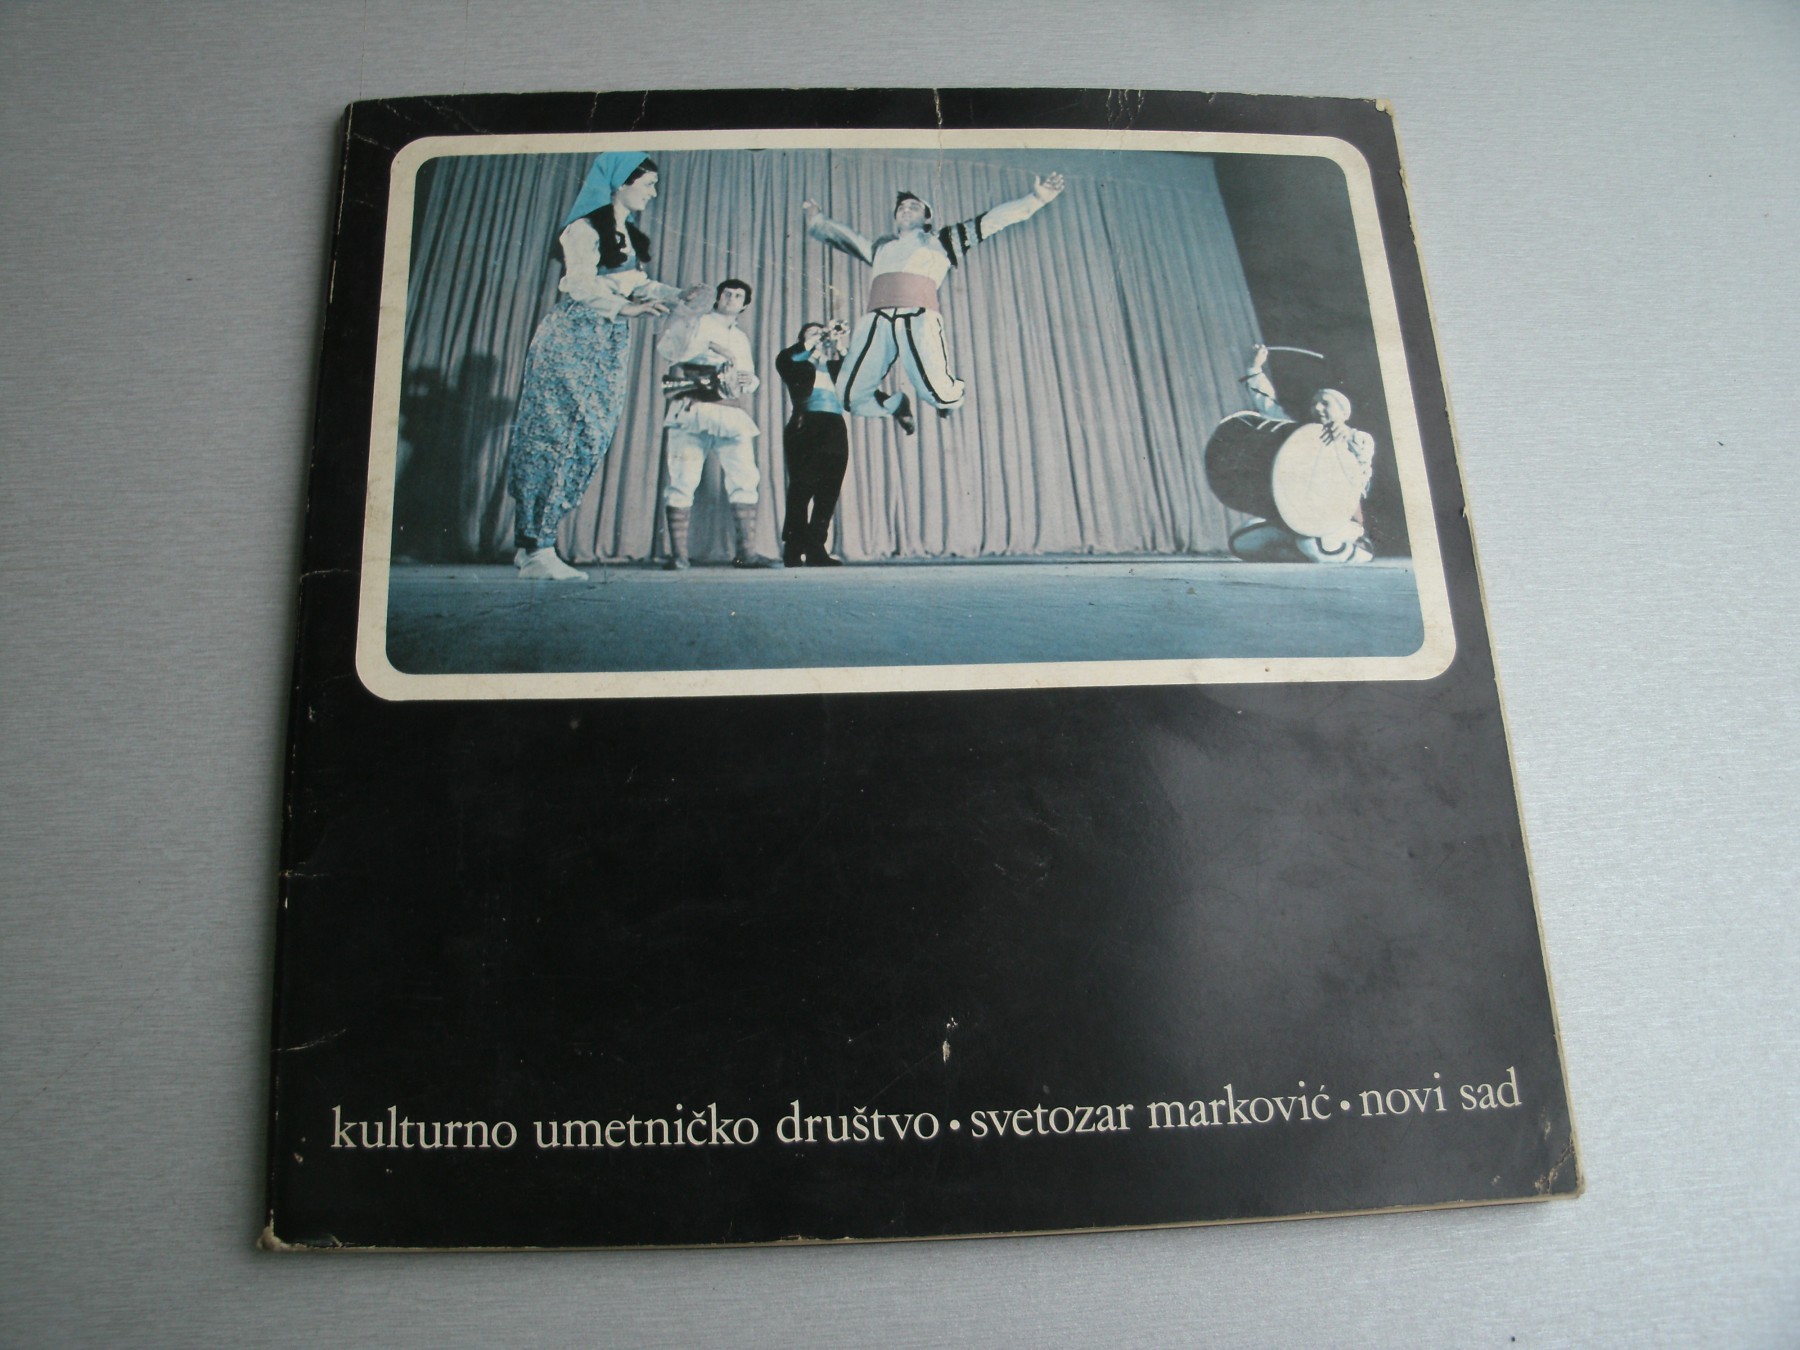 kulturno umetničko društvo • svetozar marković • novi sad